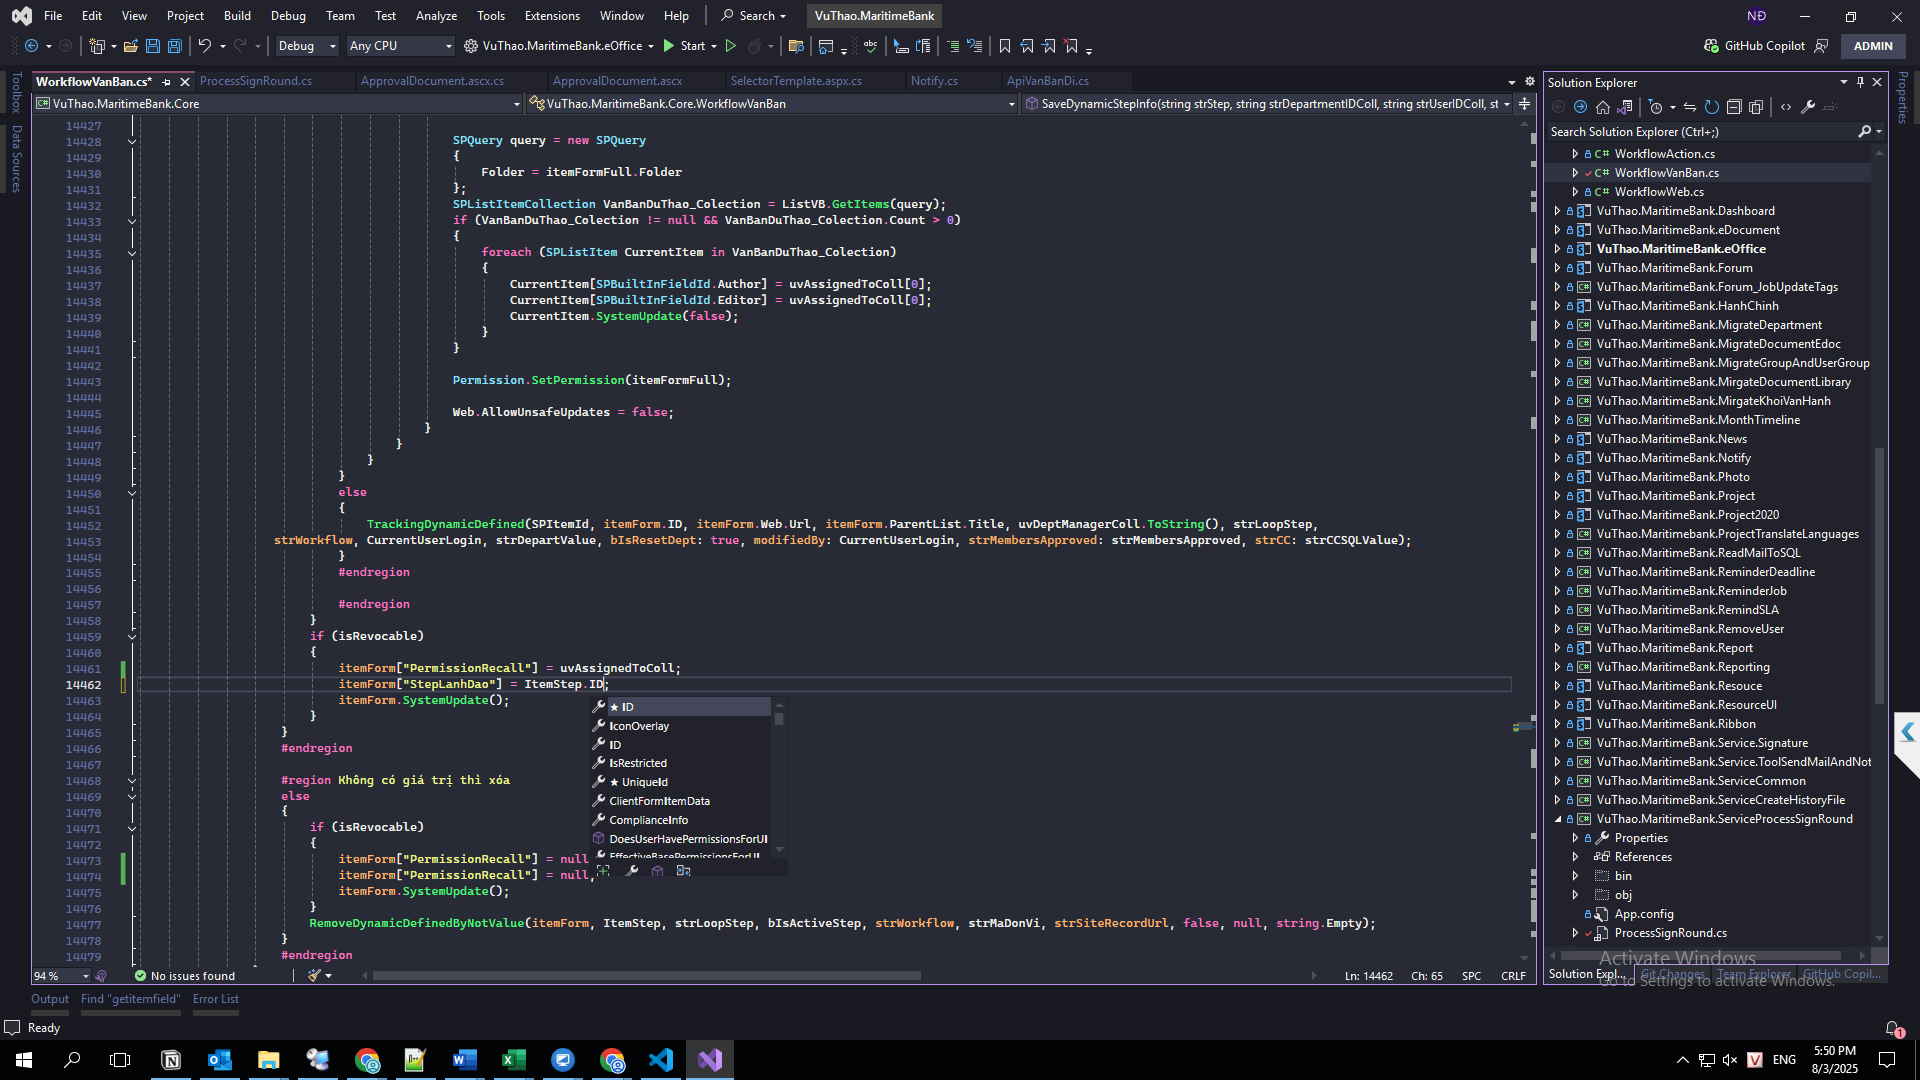 File Edit View Project Build Debug Team Test Analyze Tools Extensions Window Help Search VuThao.MaritimeBank NĐ
Debug Any CPU VuThao.MaritimeBank.eOffice Start GitHub Copilot ADMIN
WorkflowVanBan.cs* ProcessSignRound.cs ApprovalDocument.ascx.cs ApprovalDocument.ascx SelectorTemplate.aspx.cs Notify.cs ApiVanBanDi.cs
VuThao.MaritimeBank.Core VuThao.MaritimeBank.Core.WorkflowVanBan SaveDynamicStepInfo(string strStep, string strDepartmentIDColl, string strUserIDColl, st
Toolbox
Data Sources
14427
14428 SPQuery query = new SPQuery
14429 {
14430 Folder = itemFormFull.Folder
14431 };
14432 SPListItemCollection VanBanDuThao_Colection = ListVB.GetItems(query);
14433 if (VanBanDuThao_Colection != null && VanBanDuThao_Colection.Count > 0)
14434 {
14435 foreach (SPListItem CurrentItem in VanBanDuThao_Colection)
14436 {
14437 CurrentItem[SPBuiltInFieldId.Author] = uvAssignedToColl[0];
14438 CurrentItem[SPBuiltInFieldId.Editor] = uvAssignedToColl[0];
14439 CurrentItem.SystemUpdate(false);
14440 }
14441 }
14442
14443 Permission.SetPermission(itemFormFull);
14444
14445 Web.AllowUnsafeUpdates = false;
14446 }
14447 }
14448 }
14449 }
14450 else
14451 {
14452 TrackingDynamicDefined(SPItemId, itemForm.ID, itemForm.Web.Url, itemForm.ParentList.Title, uvDeptManagerColl.ToString(), strLoopStep,
14453 strWorkflow, CurrentUserLogin, strDepartValue, bIsResetDept: true, modifiedBy: CurrentUserLogin, strMembersApproved: strMembersApproved, strCC: strCCSQLValue);
14454 }
14455 #endregion
14456
14457 #endregion
14458 }
14459 if (isRevocable)
14460 {
14461 itemForm["PermissionRecall"] = uvAssignedToColl;
14462 itemForm["StepLanhDao"] = ItemStep.ID;
14463 itemForm.SystemUpdate();
14464 }
14465 }
14466 #endregion
14467
14468 #region Không có giá trị thì xóa
14469 else
14470 {
14471 if (isRevocable)
14472 {
14473 itemForm["PermissionRecall"] = null
14474 itemForm["PermissionRecall"] = null,
14475 itemForm.SystemUpdate();
14476 }
14477 RemoveDynamicDefinedByNotValue(itemForm, ItemStep, strLoopStep, bIsActiveStep, strWorkflow, strMaDonVi, strSiteRecordUrl, false, null, string.Empty);
14478 }
14479 #endregion
★ ID
IconOverlay
ID
IsRestricted
★ UniqueId
ClientFormItemData
ComplianceInfo
DoesUserHavePermissionsForUI
EffectiveBasePermissionsForUI
94 % No issues found Ln: 14462 Ch: 65 SPC CRLF
Output Find "getitemfield" Error List
Ready
Solution Explorer
Search Solution Explorer (Ctrl+;)
WorkflowAction.cs
WorkflowVanBan.cs
WorkflowWeb.cs
VuThao.MaritimeBank.Dashboard
VuThao.MaritimeBank.eDocument
VuThao.MaritimeBank.eOffice
VuThao.MaritimeBank.Forum
VuThao.MaritimeBank.Forum_JobUpdateTags
VuThao.MaritimeBank.HanhChinh
VuThao.MaritimeBank.MigrateDepartment
VuThao.MaritimeBank.MigrateDocumentEdoc
VuThao.MaritimeBank.MigrateGroupAndUserGroup
VuThao.MaritimeBank.MirgateDocumentLibrary
VuThao.MaritimeBank.MirgateKhoiVanHanh
VuThao.MaritimeBank.MonthTimeline
VuThao.MaritimeBank.News
VuThao.MaritimeBank.Notify
VuThao.MaritimeBank.Photo
VuThao.MaritimeBank.Project
VuThao.MaritimeBank.Project2020
VuThao.MaritimeBank.ProjectTranslateLanguages
VuThao.MaritimeBank.ReadMailToSQL
VuThao.MaritimeBank.ReminderDeadline
VuThao.MaritimeBank.ReminderJob
VuThao.MaritimeBank.RemindSLA
VuThao.MaritimeBank.RemoveUser
VuThao.MaritimeBank.Report
VuThao.MaritimeBank.Reporting
VuThao.MaritimeBank.Resouce
VuThao.MaritimeBank.ResourceUI
VuThao.MaritimeBank.Ribbon
VuThao.MaritimeBank.Service.Signature
VuThao.MaritimeBank.Service.ToolSendMailAndNot
VuThao.MaritimeBank.ServiceCommon
VuThao.MaritimeBank.ServiceCreateHistoryFile
VuThao.MaritimeBank.ServiceProcessSignRound
Properties
References
bin
obj
App.config
ProcessSignRound.cs
Solution Expl... Git Changes Team Explorer GitHub Copil...
Activate Windows
Go to Settings to activate Windows.
Properties
1
ENG 5:50 PM
8/3/2025